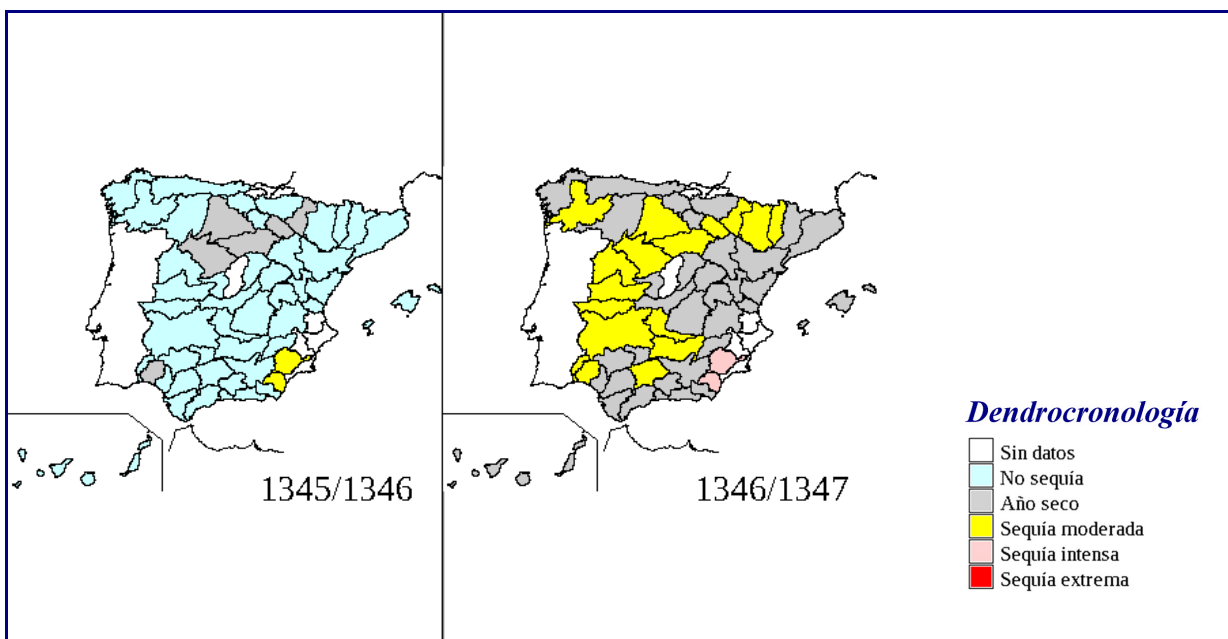 1345/1346
1346/1347
Dendrocronología
Sin datos
No sequía
Año seco
Sequía moderada
Sequía intensa
Sequía extrema